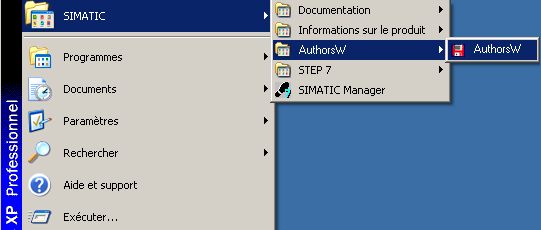 SIMATIC
Documentation
Informations sur le produit
AuthorsW
AuthorsW
STEP 7
SIMATIC Manager
Programmes
Documents
Paramètres
Rechercher
Aide et support
Exécuter...
XP Professionnel